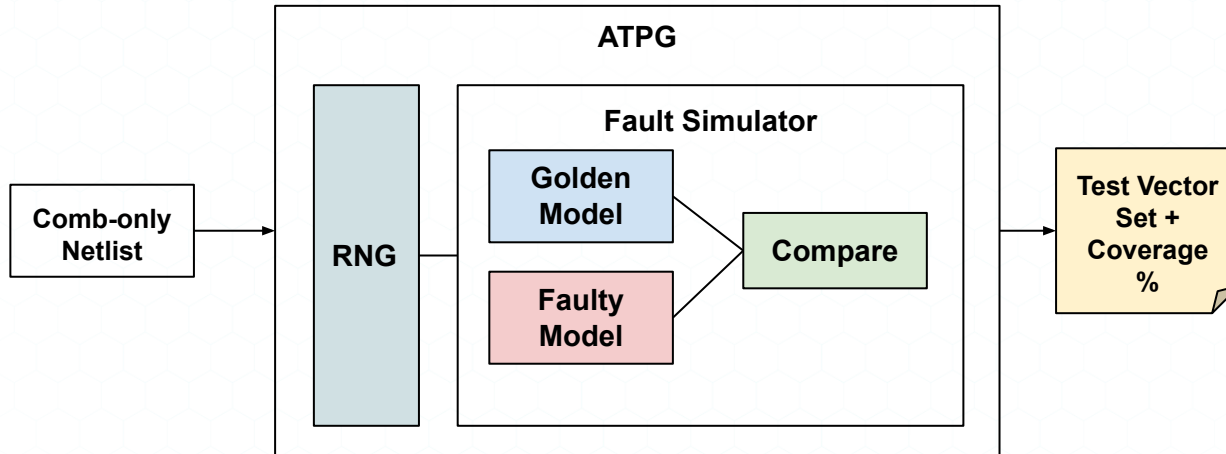 ATPG
Comb-only
Netlist
RNG
Fault Simulator
Golden
Model
Faulty
Model
Compare
Test Vector
Set +
Coverage
%